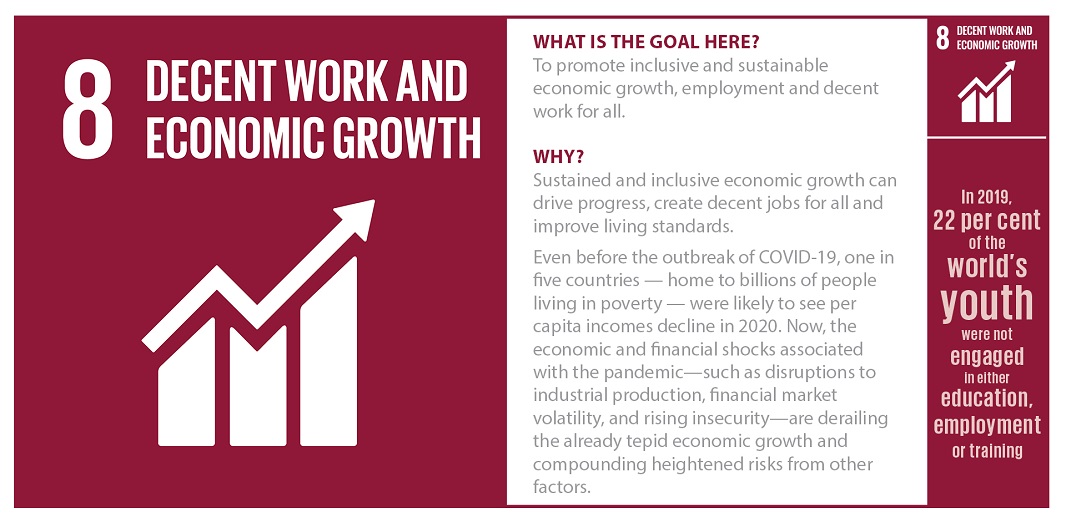 8
DECENT WORK AND
ECONOMIC GROWTH
WHAT IS THE GOAL HERE?
To promote inclusive and sustainable
economic growth, employment and decent
work for all.
WHY?
Sustained and inclusive economic growth can
drive progress, create decent jobs for all and
improve living standards.
Even before the outbreak of COVID-19, one in
five countries — home to billions of people
living in poverty — were likely to see per
capita incomes decline in 2020. Now, the
economic and financial shocks associated
with the pandemic—such as disruptions to
industrial production, financial market
volatility, and rising insecurity—are derailing
the already tepid economic growth and
compounding heightened risks from other
factors.
8
DECENT WORK AND
ECONOMIC GROWTH
In 2019,
22 per cent
of the
world's
youth
were not
engaged
in either
education,
employment
or training